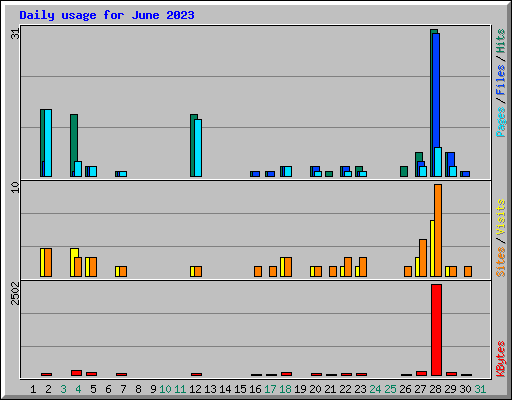 Daily usage for June 2023
31
10
2502
Pages / Files / Hits
Sites / Visits
KBytes
1 2 3 4 5 6 7 8 9 10 11 12 13 14 15 16 17 18 19 20 21 22 23 24 25 26 27 28 29 30 31